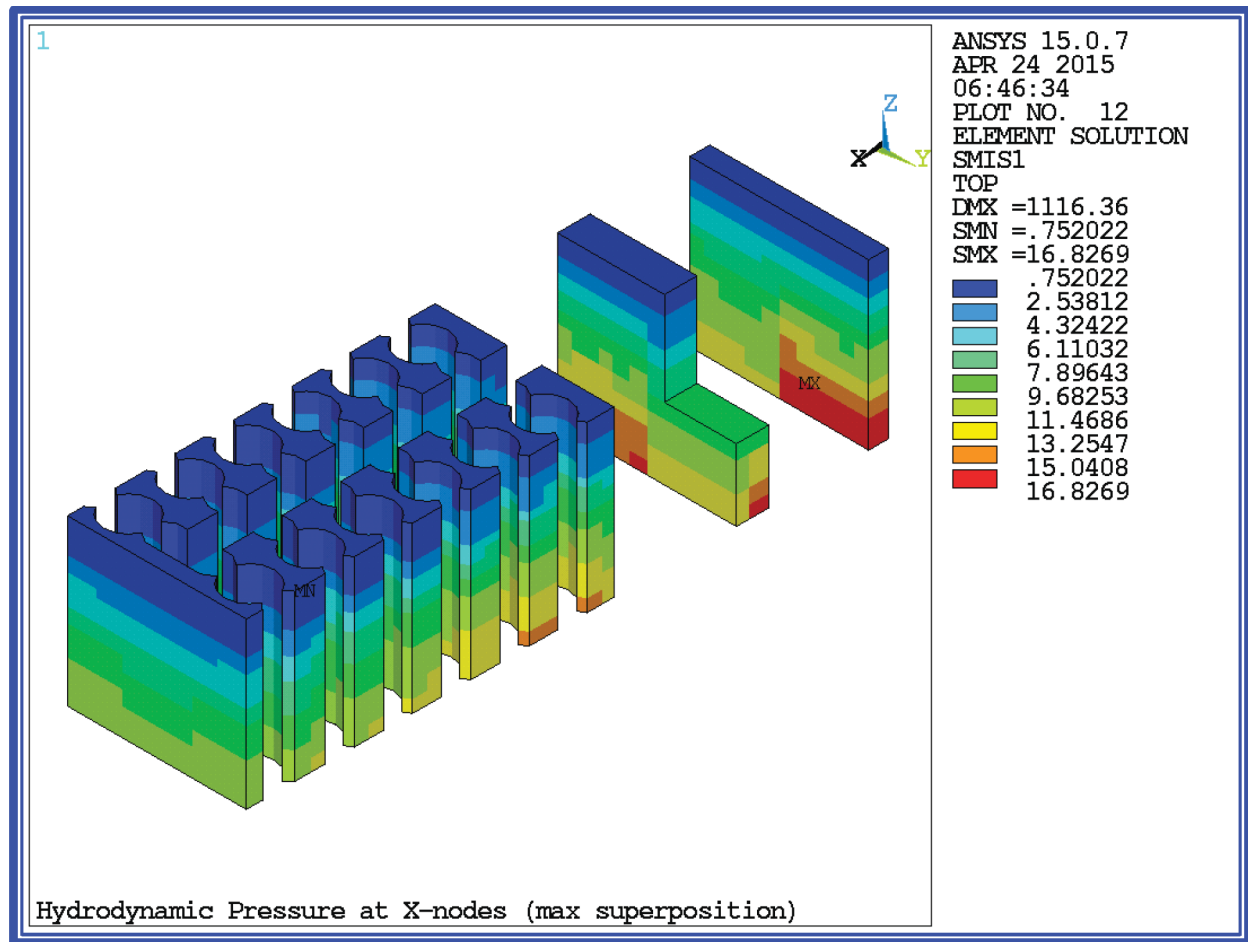 1
ANSYS 15.0.7
APR 24 2015
06:46:34
PLOT NO. 12
ELEMENT SOLUTION
SMIS1
TOP
DMX =1116.36
SMN =.752022
SMX =16.8269
.752022
2.53812
4.32422
6.11032
7.89643
9.68253
11.4686
13.2547
15.0408
16.8269
Z
X
Y
MX
MN
Hydrodynamic Pressure at X-nodes (max superposition)